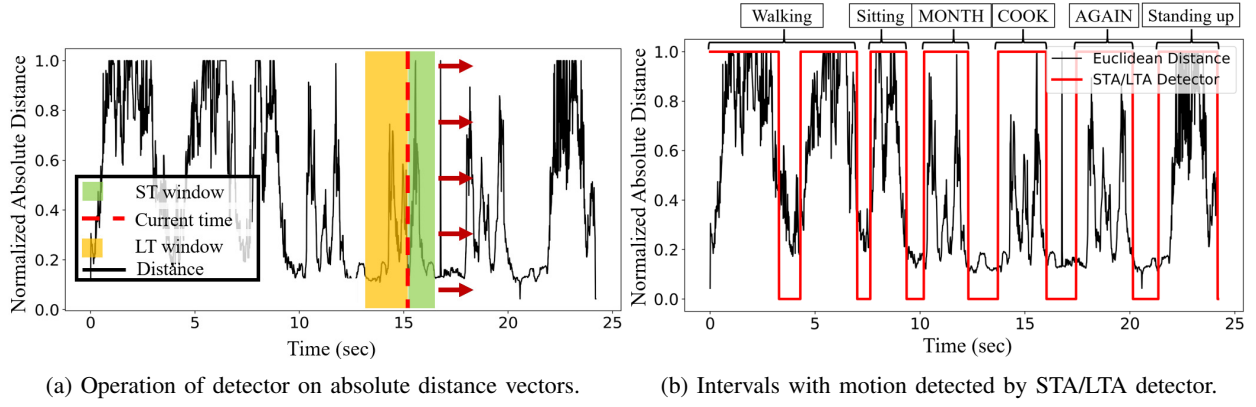 Normalized Absolute Distance
1.0
0.8
0.6
0.4
0.2
0.0
ST window
Current time
LT window
Distance
0 5 10 15 20 25
Time (sec)
(a) Operation of detector on absolute distance vectors.
Walking Sitting MONTH COOK AGAIN Standing up
Normalized Absolute Distance
1.0
0.8
0.6
0.4
0.2
0.0
Euclidean Distance
STA/LTA Detector
0 5 10 15 20 25
Time (sec)
(b) Intervals with motion detected by STA/LTA detector.